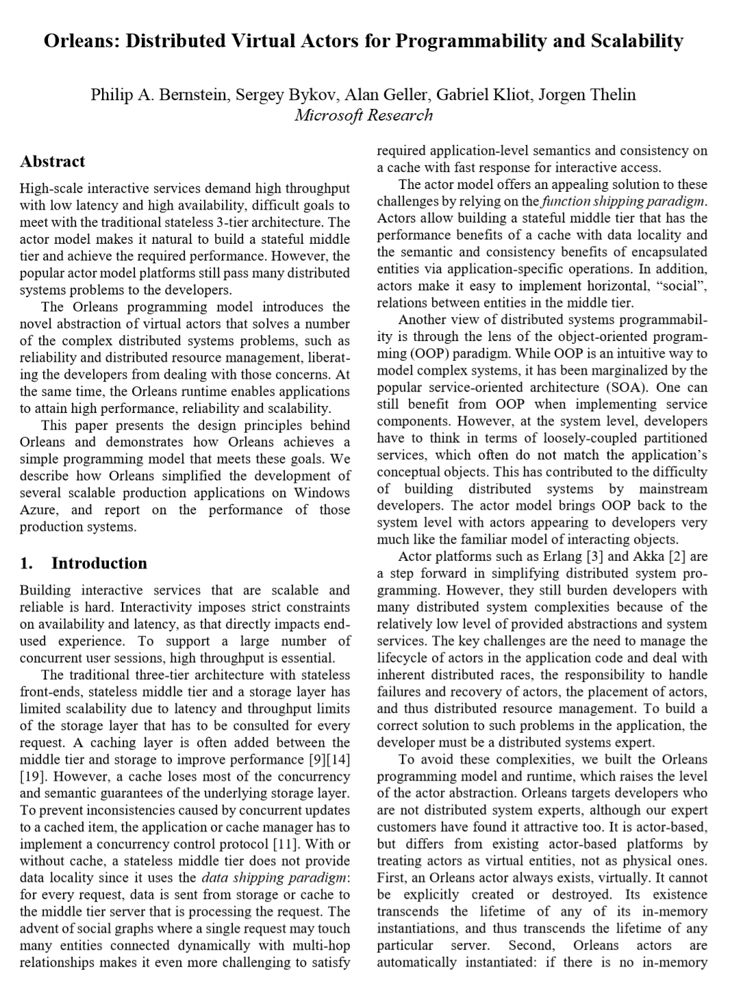 Orleans: Distributed Virtual Actors for Programmability and Scalability
Philip A. Bernstein, Sergey Bykov, Alan Geller, Gabriel Kliot, Jorgen Thelin
Microsoft Research
Abstract
High-scale interactive services demand high throughput
with low latency and high availability, difficult goals to
meet with the traditional stateless 3-tier architecture. The
actor model makes it natural to build a stateful middle
tier and achieve the required performance. However, the
popular actor model platforms still pass many distributed
systems problems to the developers.
The Orleans programming model introduces the
novel abstraction of virtual actors that solves a number
of the complex distributed systems problems, such as
reliability and distributed resource management, liberat-
ing the developers from dealing with those concerns. At
the same time, the Orleans runtime enables applications
to attain high performance, reliability and scalability.
This paper presents the design principles behind
Orleans and demonstrates how Orleans achieves a
simple programming model that meets these goals. We
describe how Orleans simplified the development of
several scalable production applications on Windows
Azure, and report on the performance of those
production systems.
1. Introduction
Building interactive services that are scalable and
reliable is hard. Interactivity imposes strict constraints
on availability and latency, as that directly impacts end-
used experience. To support a large number of
concurrent user sessions, high throughput is essential.
The traditional three-tier architecture with stateless
front-ends, stateless middle tier and a storage layer has
limited scalability due to latency and throughput limits
of the storage layer that has to be consulted for every
request. A caching layer is often added between the
middle tier and storage to improve performance [9][14]
[19]. However, a cache loses most of the concurrency
and semantic guarantees of the underlying storage layer.
To prevent inconsistencies caused by concurrent updates
to a cached item, the application or cache manager has to
implement a concurrency control protocol [11]. With or
without cache, a stateless middle tier does not provide
data locality since it uses the data shipping paradigm:
for every request, data is sent from storage or cache to
the middle tier server that is processing the request. The
advent of social graphs where a single request may touch
many entities connected dynamically with multi-hop
relationships makes it even more challenging to satisfy
required application-level semantics and consistency on
a cache with fast response for interactive access.
The actor model offers an appealing solution to these
challenges by relying on the function shipping paradigm.
Actors allow building a stateful middle tier that has the
performance benefits of a cache with data locality and
the semantic and consistency benefits of encapsulated
entities via application-specific operations. In addition,
actors make it easy to implement horizontal, “social”,
relations between entities in the middle tier.
Another view of distributed systems programmabil-
ity is through the lens of the object-oriented program-
ming (OOP) paradigm. While OOP is an intuitive way to
model complex systems, it has been marginalized by the
popular service-oriented architecture (SOA). One can
still benefit from OOP when implementing service
components. However, at the system level, developers
have to think in terms of loosely-coupled partitioned
services, which often do not match the application’s
conceptual objects. This has contributed to the difficulty
of building distributed systems by mainstream
developers. The actor model brings OOP back to the
system level with actors appearing to developers very
much like the familiar model of interacting objects.
Actor platforms such as Erlang [3] and Akka [2] are
a step forward in simplifying distributed system pro-
gramming. However, they still burden developers with
many distributed system complexities because of the
relatively low level of provided abstractions and system
services. The key challenges are the need to manage the
lifecycle of actors in the application code and deal with
inherent distributed races, the responsibility to handle
failures and recovery of actors, the placement of actors,
and thus distributed resource management. To build a
correct solution to such problems in the application, the
developer must be a distributed systems expert.
To avoid these complexities, we built the Orleans
programming model and runtime, which raises the level
of the actor abstraction. Orleans targets developers who
are not distributed system experts, although our expert
customers have found it attractive too. It is actor-based,
but differs from existing actor-based platforms by
treating actors as virtual entities, not as physical ones.
First, an Orleans actor always exists, virtually. It cannot
be explicitly created or destroyed. Its existence
transcends the lifetime of any of its in-memory
instantiations, and thus transcends the lifetime of any
particular server. Second, Orleans actors are
automatically instantiated: if there is no in-memory